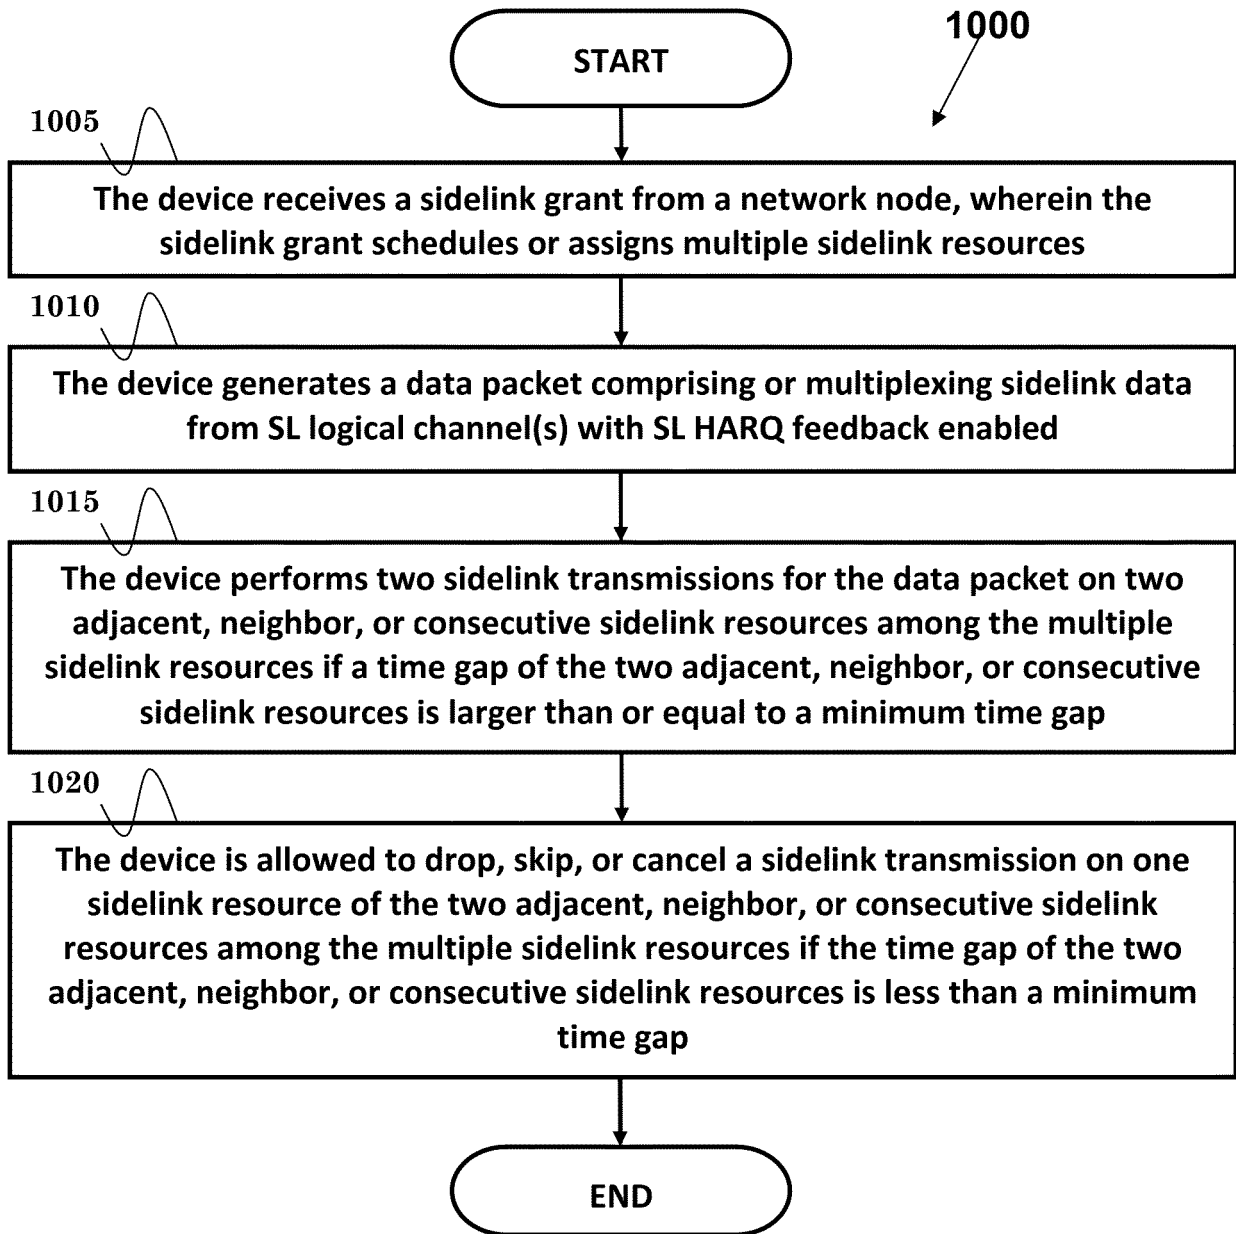 START
1000
1005
The device receives a sidelink grant from a network node, wherein the
sidelink grant schedules or assigns multiple sidelink resources
1010
The device generates a data packet comprising or multiplexing sidelink data
from SL logical channel(s) with SL HARQ feedback enabled
1015
The device performs two sidelink transmissions for the data packet on two
adjacent, neighbor, or consecutive sidelink resources among the multiple
sidelink resources if a time gap of the two adjacent, neighbor, or consecutive
sidelink resources is larger than or equal to a minimum time gap
1020
The device is allowed to drop, skip, or cancel a sidelink transmission on one
sidelink resource of the two adjacent, neighbor, or consecutive sidelink
resources among the multiple sidelink resources if the time gap of the two
adjacent, neighbor, or consecutive sidelink resources is less than a minimum
time gap
END